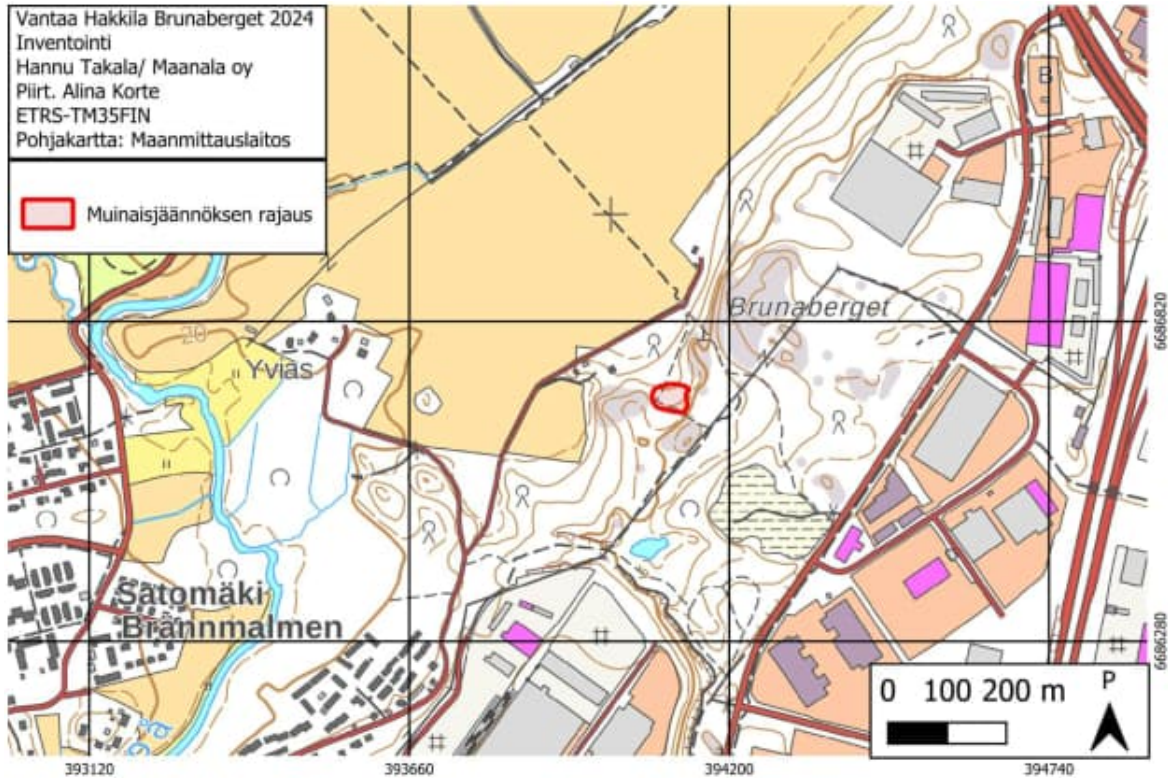 Vantaa Hakkila Brunaberget 2024
Inventointi
Hannu Takala/ Maanala oy
Piirt. Alina Korte
ETRS-TM35FIN
Pohjakartta: Maanmittauslaitos
Muinaisjäännöksen rajaus
B
Brunaberget
6686820
20
Yviäs
Satomäki
Brännmalmen
6686280
0 100 200 m
P
393120 393660 394200 394740